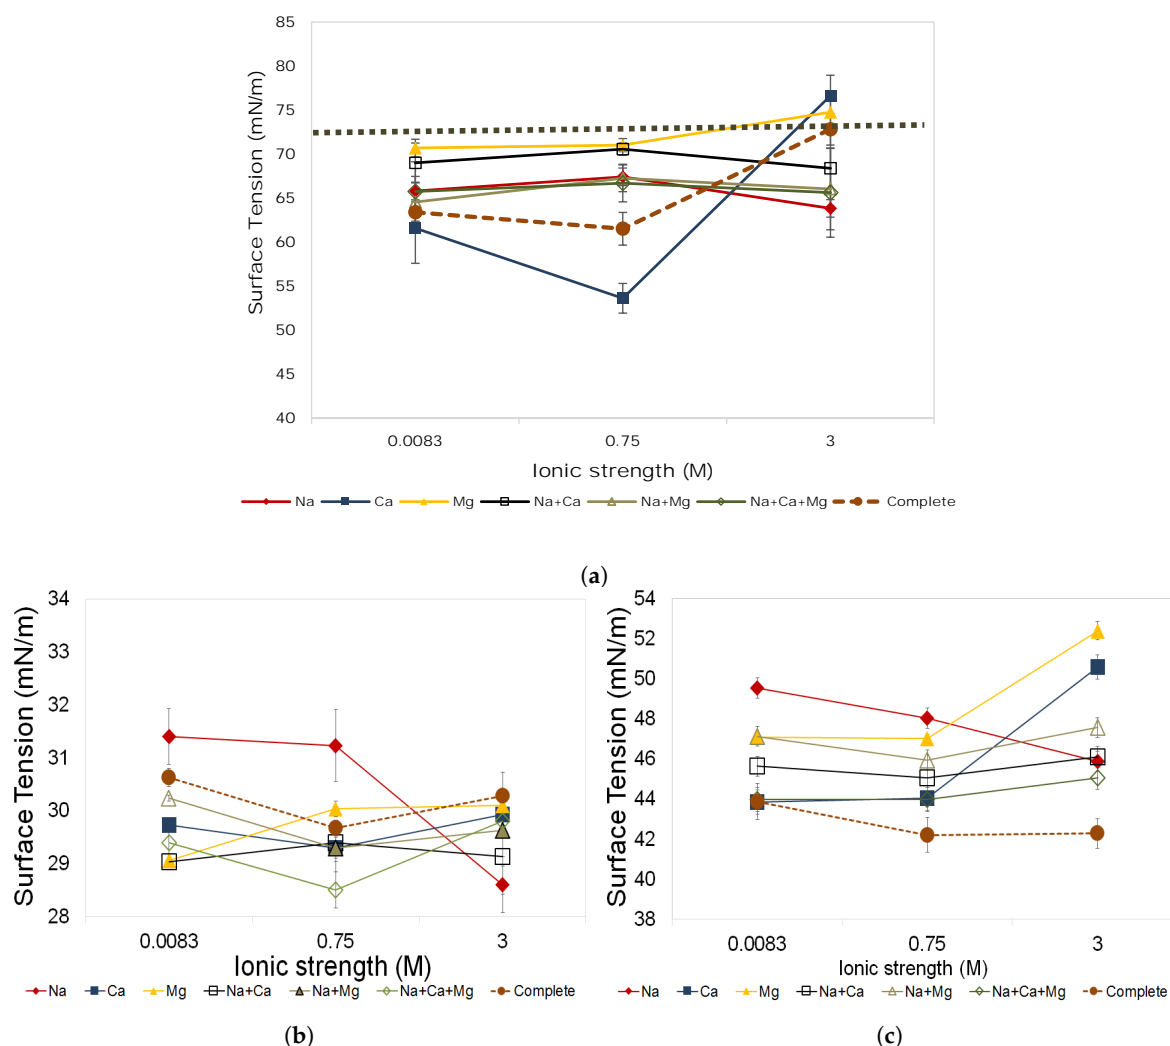 85
80
75
70
65
60
55
50
45
40
Surface Tension (mN/m)
0.0083 0.75 3
Ionic strength (M)
Na Ca Mg Na+Ca Na+Mg Na+Ca+Mg Complete
(a)
34
33
32
31
30
29
28
Surface Tension (mN/m)
0.0083 0.75 3
Ionic strength (M)
Na Ca Mg Na+Ca Na+Mg Na+Ca+Mg Complete
(b)
54
52
50
48
46
44
42
40
38
Surface Tension (mN/m)
0.0083 0.75 3
Ionic strength (M)
Na Ca Mg Na+Ca Na+Mg Na+Ca+Mg Complete
(c)